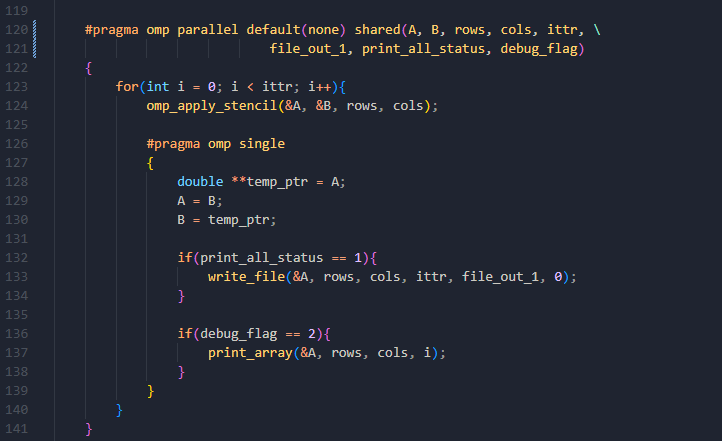 119
120 #pragma omp parallel default(none) shared(A, B, rows, cols, ittr, \
121 file_out_1, print_all_status, debug_flag)
122 {
123 for(int i = 0; i < ittr; i++){
124 omp_apply_stencil(&A, &B, rows, cols);
125
126 #pragma omp single
127 {
128 double **temp_ptr = A;
129 A = B;
130 B = temp_ptr;
131
132 if(print_all_status == 1){
133 write_file(&A, rows, cols, ittr, file_out_1, 0);
134 }
135
136 if(debug_flag == 2){
137 print_array(&A, rows, cols, i);
138 }
139 }
140 }
141 }